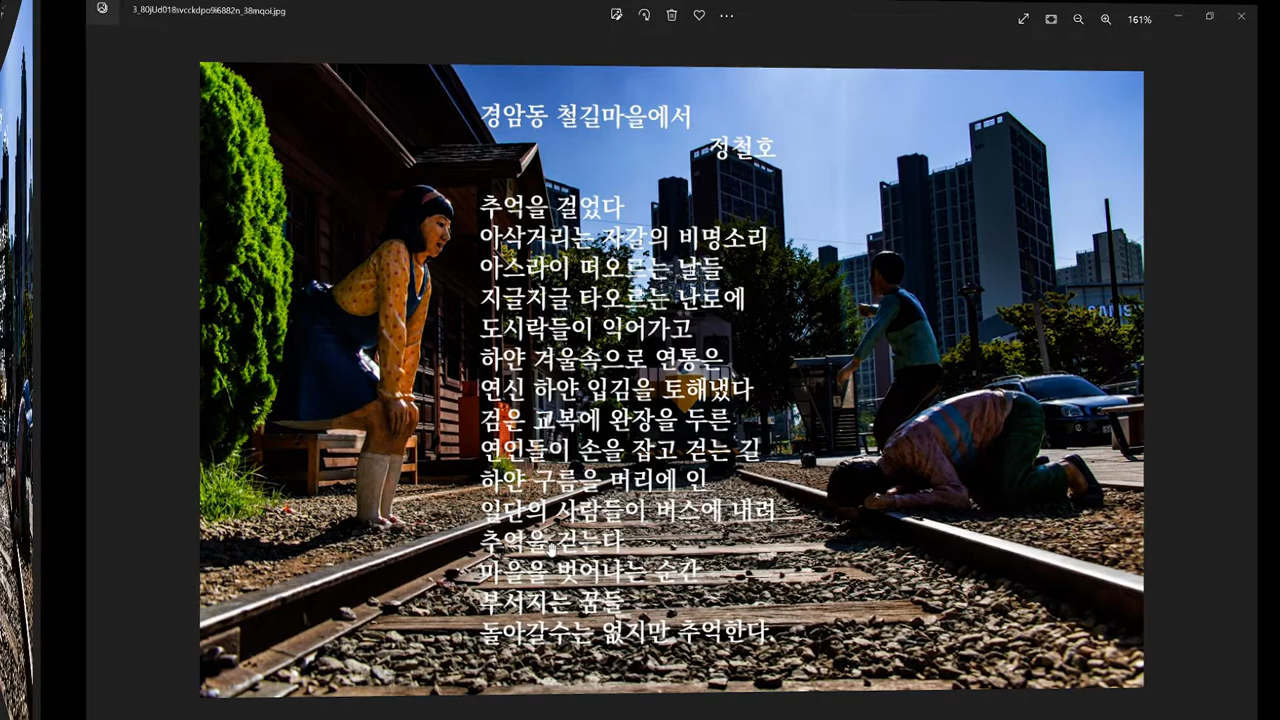 3_80jUd018svcckdpo9i6882n_38mqoi.jpg
161%
경암동 철길마을에서
정철호
추억을 걸었다
아삭거리는 자갈의 비명소리
아스라이 떠오르는 날들
지글지글 타오르는 난로에
도시락들이 익어가고
하얀 겨울속으로 연통은
연신 하얀 입김을 토해냈다
검은 교복에 완장을 두른
연인들이 손을 잡고 걷는 길
하얀 구름을 머리에 인
일단의 사람들이 버스에 내려
추억을 걷는다
마을을 벗어나는 순간
부서지는 꿈들
돌아갈수는 없지만 추억한다.
SAMSUNG